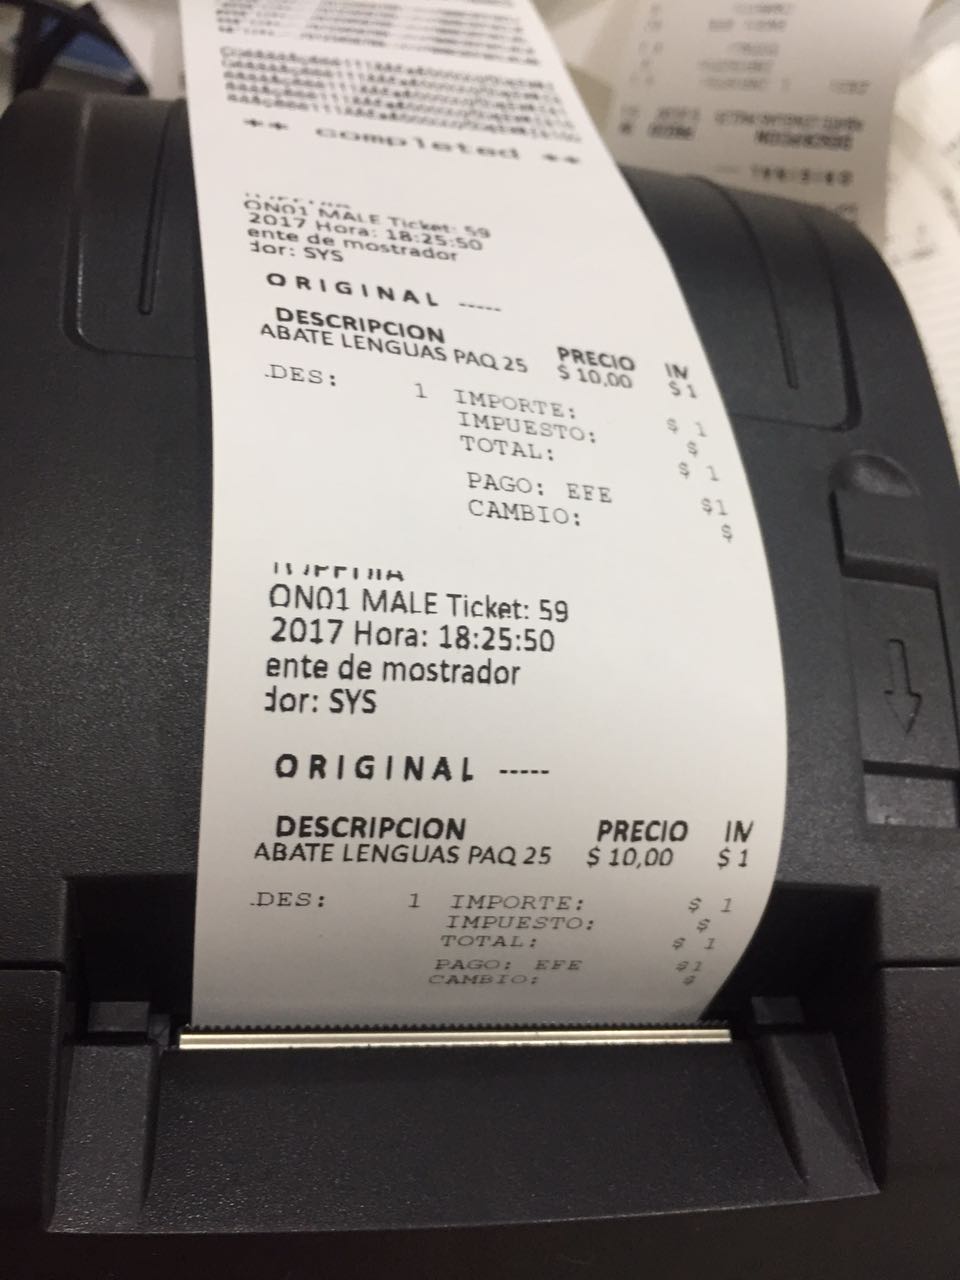 ** completed **
ON01 MALE Ticket: 59
2017 Hora: 18:25:50
ente de mostrador
dor: SYS
ORIGINAL -----
DESCRIPCION PRECIO IN
ABATE LENGUAS PAQ 25 $ 10,00 $ 1
.DES: 1 IMPORTE: $ 1
IMPUESTO: $
TOTAL: $ 1
PAGO: EFE $1
CAMBIO: $
ON01 MALE Ticket: 59
2017 Hora: 18:25:50
ente de mostrador
dor: SYS
ORIGINAL -----
DESCRIPCION PRECIO IN
ABATE LENGUAS PAQ 25 $ 10,00 $ 1
.DES: 1 IMPORTE: $ 1
IMPUESTO: $
TOTAL: $ 1
PAGO: EFE $1
CAMBIO: $